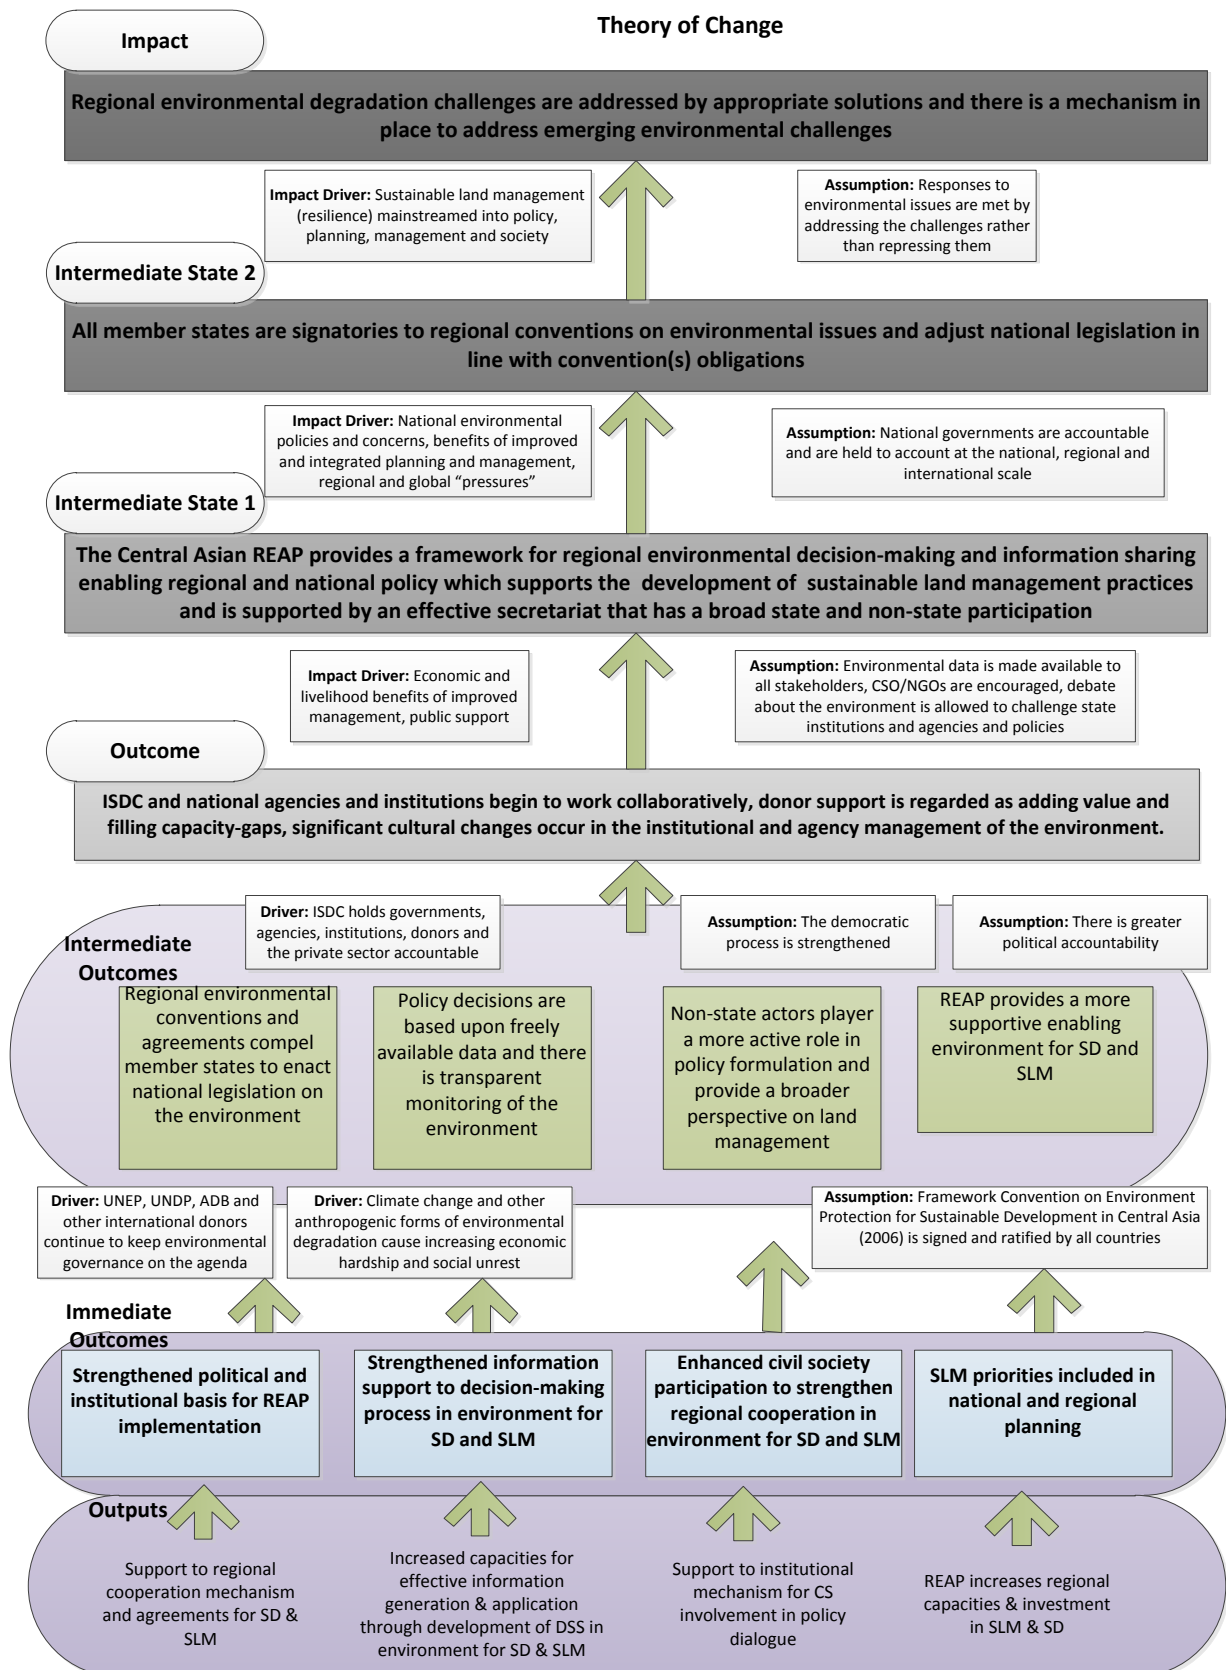 Theory of Change
Impact
Regional environmental degradation challenges are addressed by appropriate solutions and there is a mechanism in
place to address emerging environmental challenges
Impact Driver: Sustainable land management
(resilience) mainstreamed into policy,
planning, management and society
Assumption: Responses to
environmental issues are met by
addressing the challenges rather
than repressing them
Intermediate State 2
All member states are signatories to regional conventions on environmental issues and adjust national legislation in
line with convention(s) obligations
Impact Driver: National environmental
policies and concerns, benefits of improved
and integrated planning and management,
regional and global “pressures”
Assumption: National governments are accountable
and are held to account at the national, regional and
international scale
Intermediate State 1
The Central Asian REAP provides a framework for regional environmental decision-making and information sharing
enabling regional and national policy which supports the development of sustainable land management practices
and is supported by an effective secretariat that has a broad state and non-state participation
Impact Driver: Economic and
livelihood benefits of improved
management, public support
Assumption: Environmental data is made available to
all stakeholders, CSO/NGOs are encouraged, debate
about the environment is allowed to challenge state
institutions and agencies and policies
Outcome
ISDC and national agencies and institutions begin to work collaboratively, donor support is regarded as adding value and
filling capacity-gaps, significant cultural changes occur in the institutional and agency management of the environment.
Driver: ISDC holds governments,
agencies, institutions, donors and
the private sector accountable
Assumption: The democratic
process is strengthened
Assumption: There is greater
political accountability
Intermediate
Outcomes
Regional environmental
conventions and
agreements compel
member states to enact
national legislation on
the environment
Policy decisions are
based upon freely
available data and there
is transparent
monitoring of the
environment
Non-state actors player
a more active role in
policy formulation and
provide a broader
perspective on land
management
REAP provides a more
supportive enabling
environment for SD and
SLM
Driver: UNEP, UNDP, ADB and
other international donors
continue to keep environmental
governance on the agenda
Driver: Climate change and other
anthropogenic forms of environmental
degradation cause increasing economic
hardship and social unrest
Assumption: Framework Convention on Environment
Protection for Sustainable Development in Central Asia
(2006) is signed and ratified by all countries
Immediate
Outcomes
Strengthened political and
institutional basis for REAP
implementation
Strengthened information
support to decision-making
process in environment for
SD and SLM
Enhanced civil society
participation to strengthen
regional cooperation in
environment for SD and SLM
SLM priorities included in
national and regional
planning
Outputs
Support to regional
cooperation mechanism
and agreements for SD &
SLM
Increased capacities for
effective information
generation & application
through development of DSS in
environment for SD & SLM
Support to institutional
mechanism for CS
involvement in policy
dialogue
REAP increases regional
capacities & investment
in SLM & SD